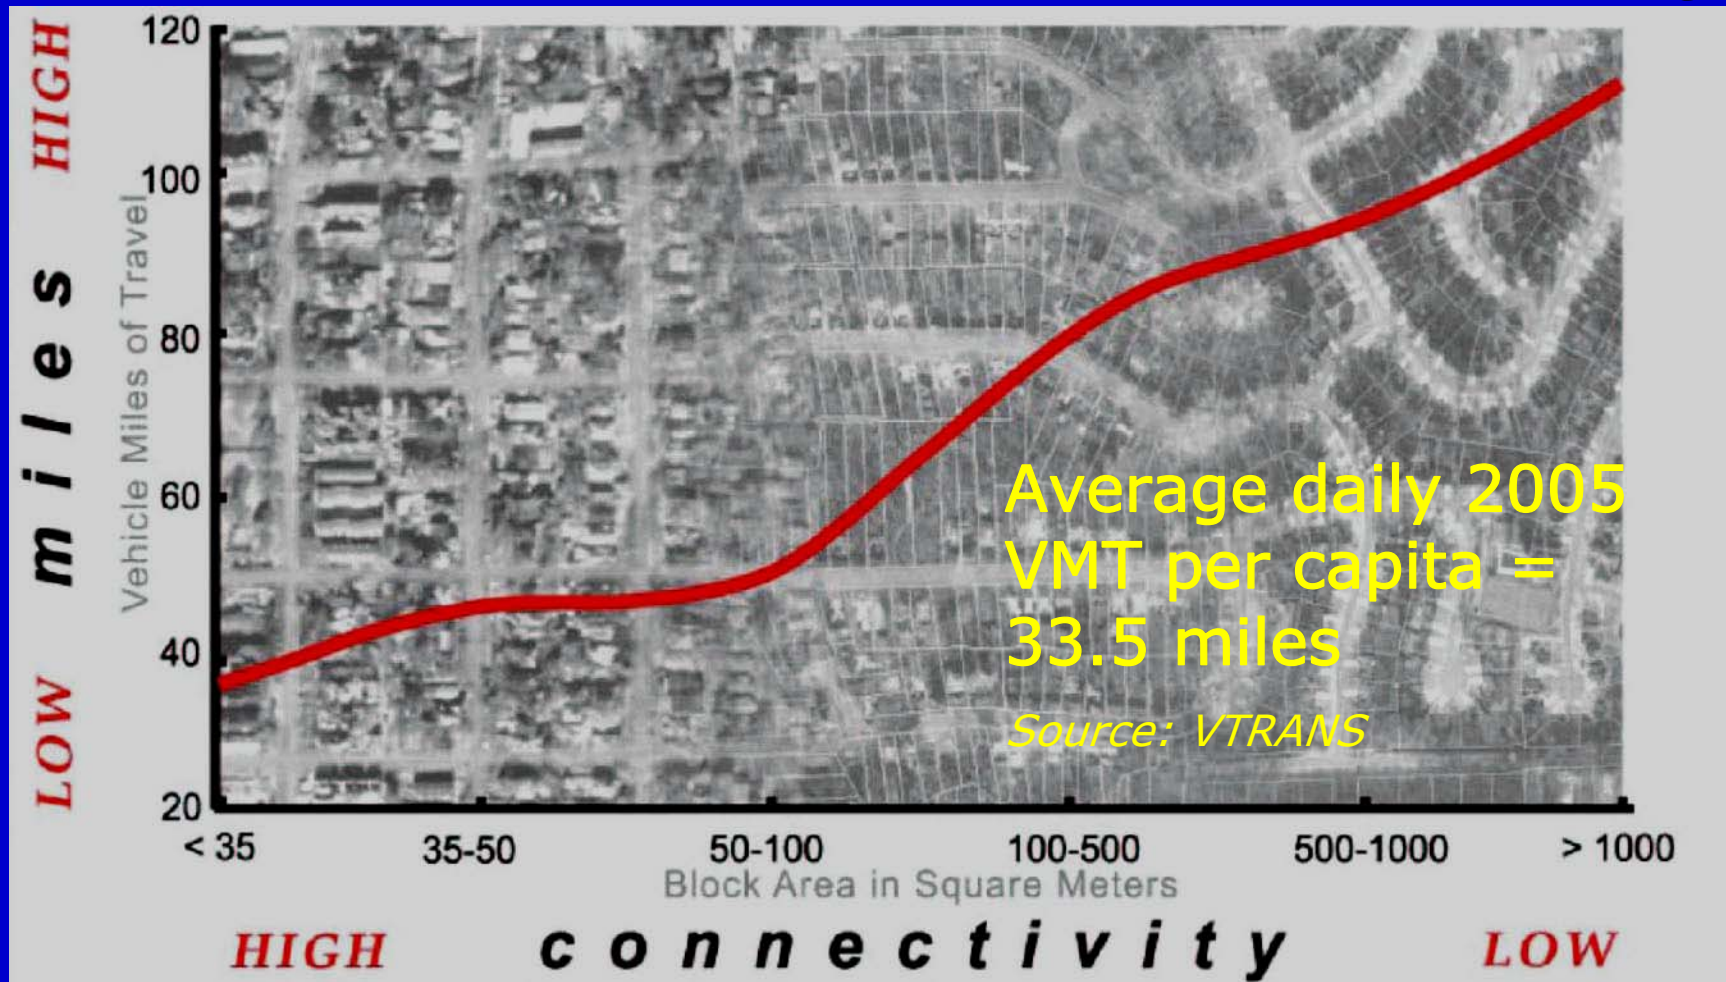 HIGH
miles
LOW
Vehicle Miles of Travel
120
100
80
60
40
20
Average daily 2005
VMT per capita =
33.5 miles
Source: VTRANS
< 35 35-50 50-100 100-500 500-1000 > 1000
Block Area in Square Meters
HIGH connectivity LOW